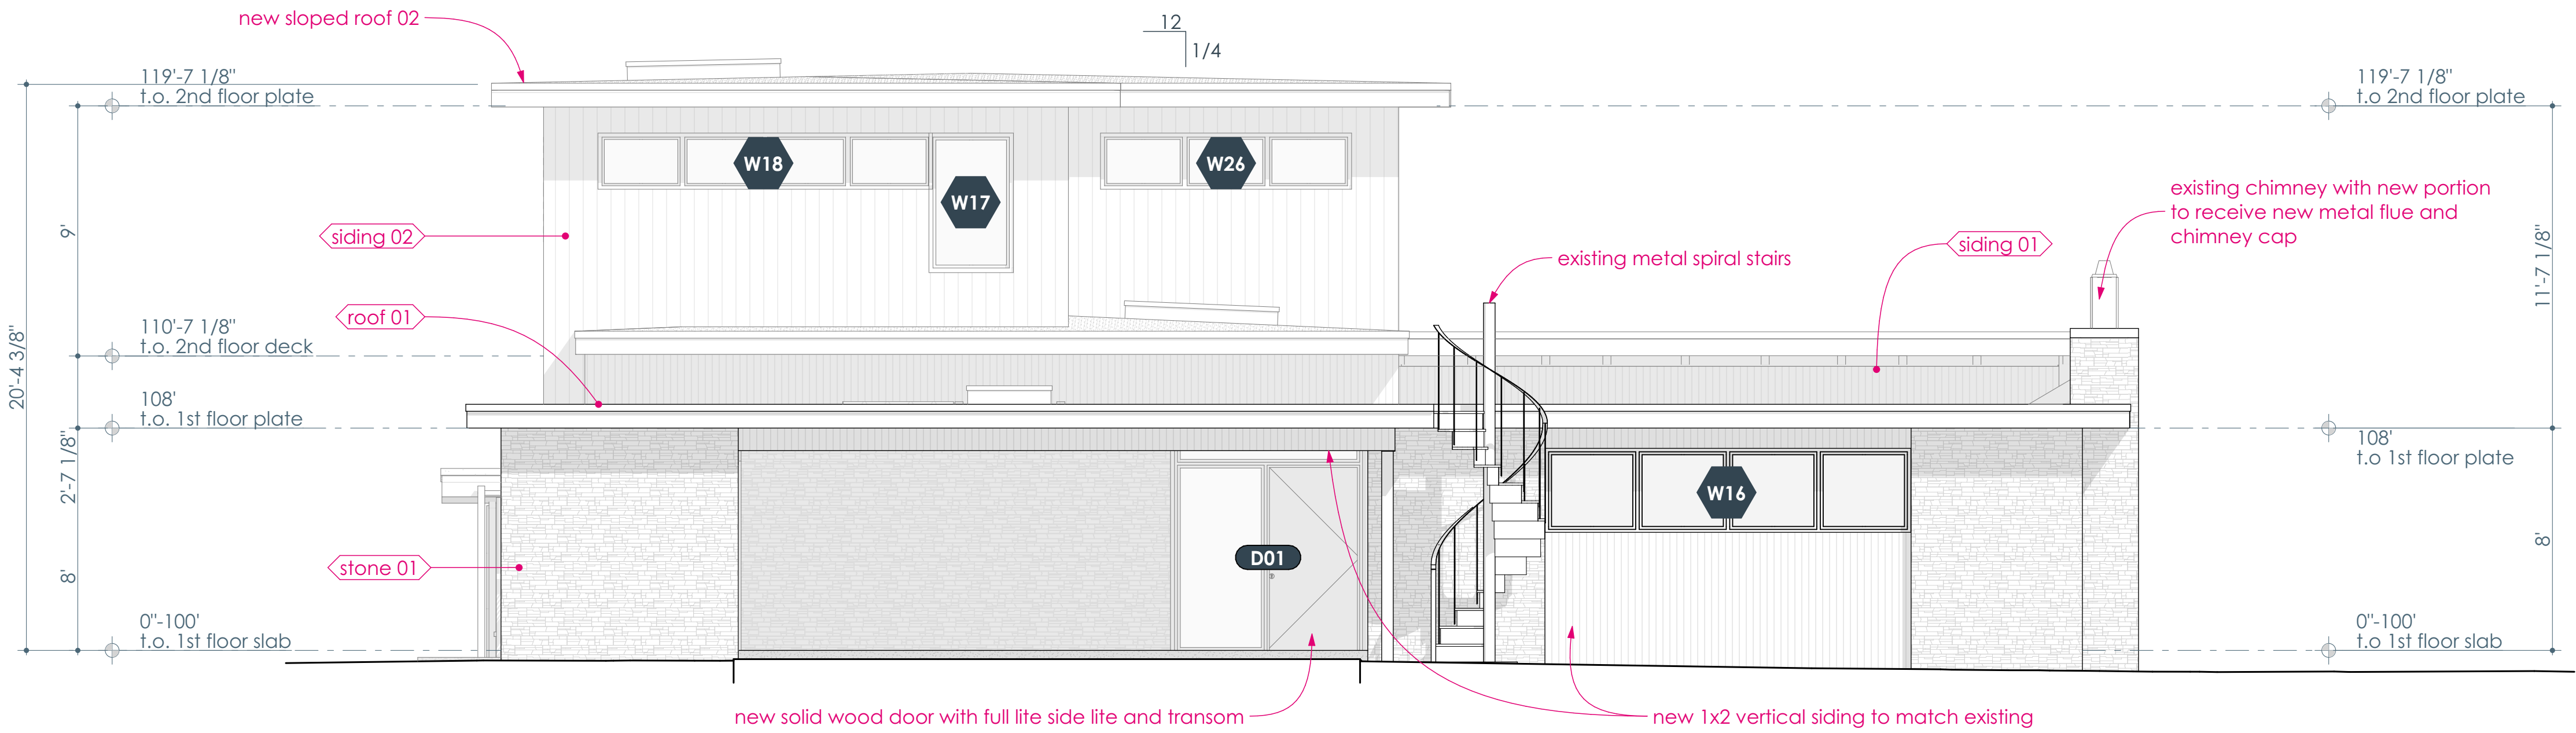 new sloped roof 02
12
1/4
119'-7 1/8"
t.o. 2nd floor plate
119'-7 1/8"
t.o 2nd floor plate
W18
W26
W17
existing chimney with new portion
to receive new metal flue and
chimney cap
9'
siding 02
siding 01
existing metal spiral stairs
11'-7 1/8"
roof 01
110'-7 1/8"
t.o. 2nd floor deck
20'-4 3/8"
108'
t.o. 1st floor plate
108'
t.o 1st floor plate
2'-7 1/8"
W16
D01
8'
stone 01
8'
0"-100'
t.o. 1st floor slab
0"-100'
t.o 1st floor slab
new solid wood door with full lite side lite and transom
new 1x2 vertical siding to match existing